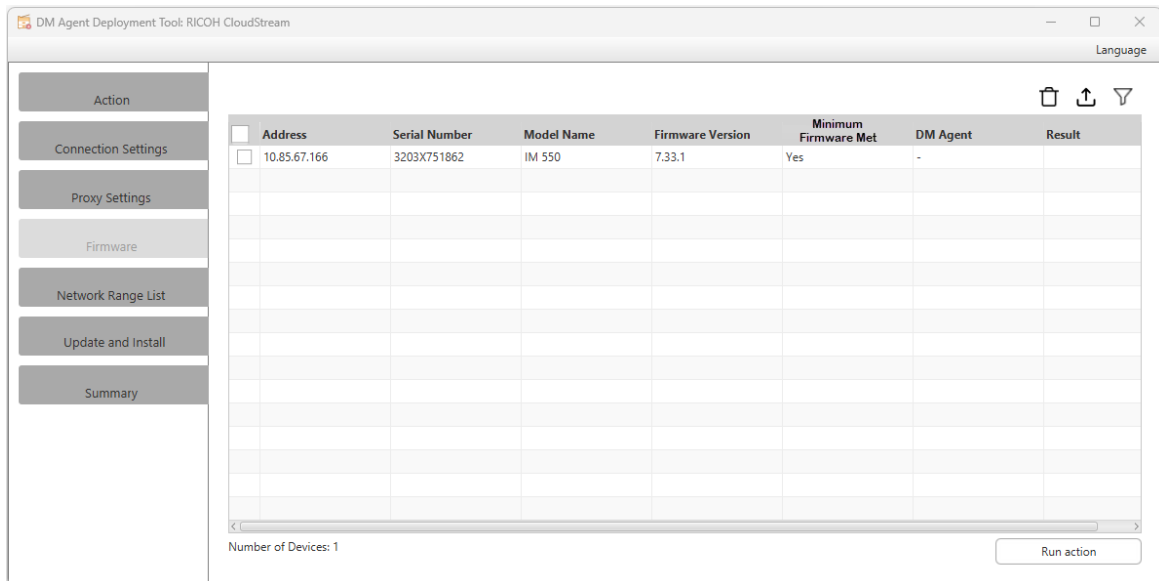 DM Agent Deployment Tool: RICOH CloudStream
Language
Action
Connection Settings
Proxy Settings
Firmware
Network Range List
Update and Install
Summary
Address Serial Number Model Name Firmware Version Minimum Firmware Met DM Agent Result
10.85.67.166 3203X751862 IM 550 7.33.1 Yes -
Number of Devices: 1
Run action